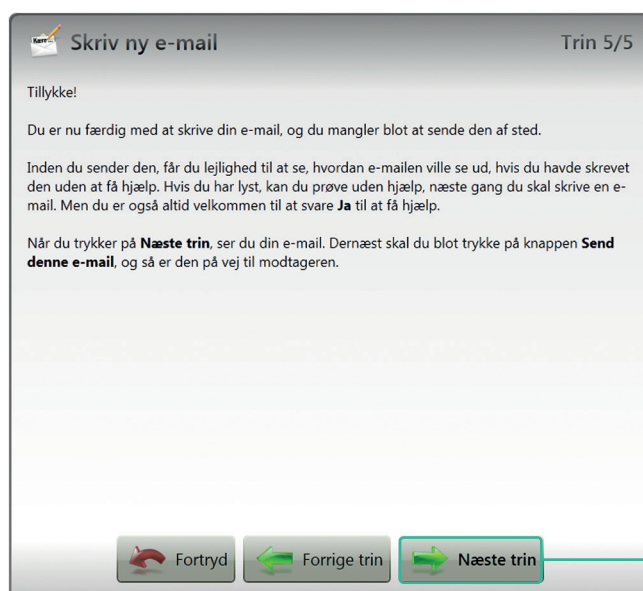 Kære
Skriv ny e-mail
Trin 5/5
Tillykke!
Du er nu færdig med at skrive din e-mail, og du mangler blot at sende den af sted.
Inden du sender den, får du lejlighed til at se, hvordan e-mailen ville se ud, hvis du havde skrevet
den uden at få hjælp. Hvis du har lyst, kan du prøve uden hjælp, næste gang du skal skrive en e-
mail. Men du er også altid velkommen til at svare Ja til at få hjælp.
Når du trykker på Næste trin, ser du din e-mail. Dernæst skal du blot trykke på knappen Send
denne e-mail, og så er den på vej til modtageren.
Fortryd
Forrige trin
Næste trin